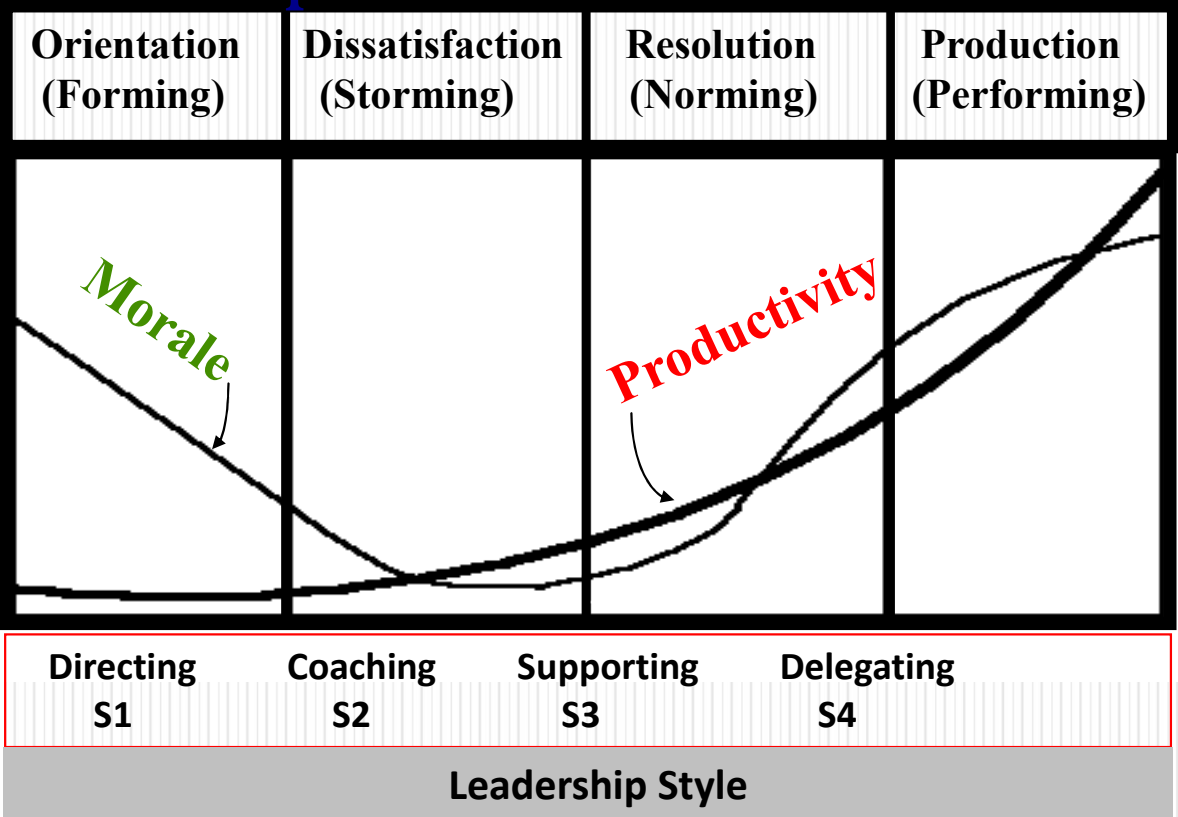 Orientation
(Forming)
Dissatisfaction
(Storming)
Resolution
(Norming)
Production
(Performing)
Morale
Productivity
Directing
S1
Coaching
S2
Supporting
S3
Delegating
S4
Leadership Style